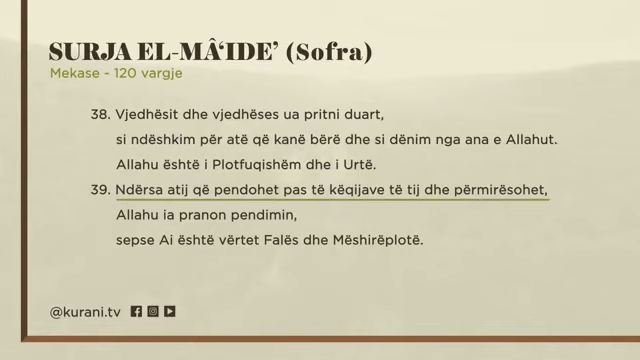 SURJA EL-MÂ‘IDE’ (Sofra)
Mekase - 120 vargje
38. Vjedhësit dhe vjedhëses ua pritni duart,
si ndëshkim për atë që kanë bërë dhe si dënim nga ana e Allahut.
Allahu është i Plotfuqishëm dhe i Urtë.
39. Ndërsa atij që pendohet pas të këqijave të tij dhe përmirësohet,
Allahu ia pranon pendimin,
sepse Ai është vërtet Falës dhe Mëshirëplotë.
@kurani.tv